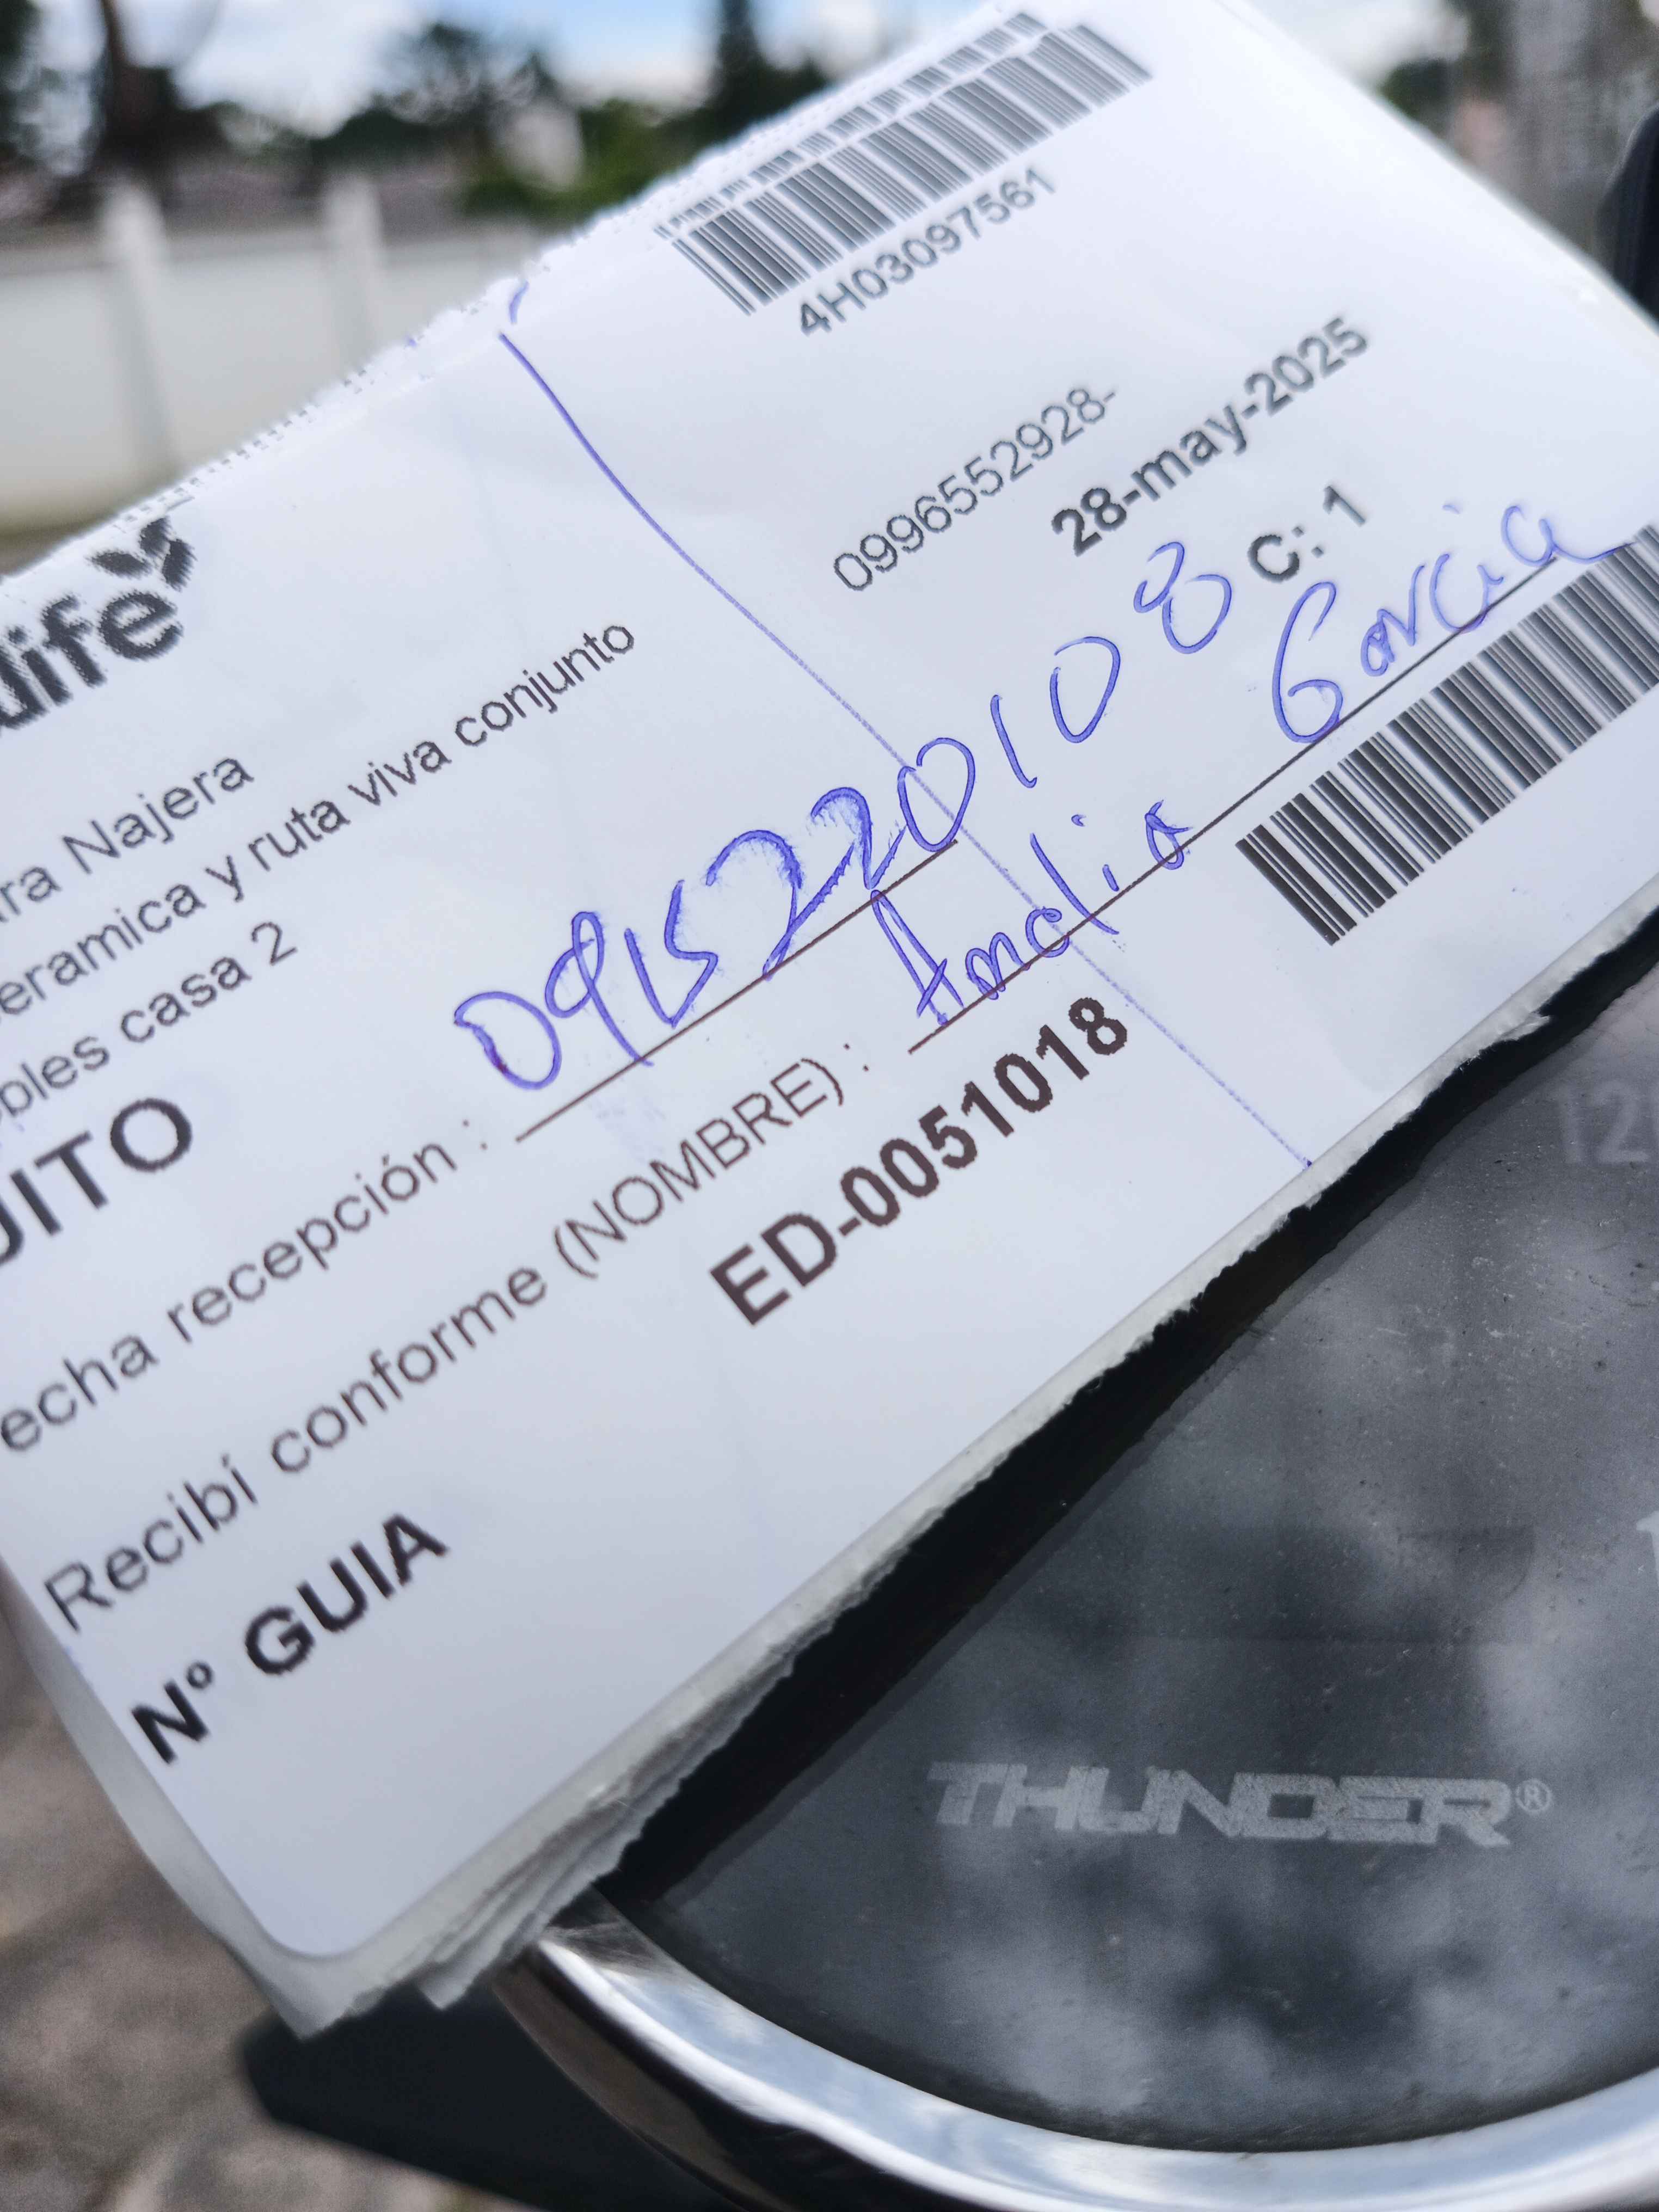 4H03097561
life
ra Najera
0996552928-
eramica y ruta viva conjunto
28-may-2025
ples casa 2
C: 1
UITO
echa recepción : 0915220108
Recibí conforme (NOMBRE) : Amelia Garcia
Nº GUIA ED-0051018
THUNDER®